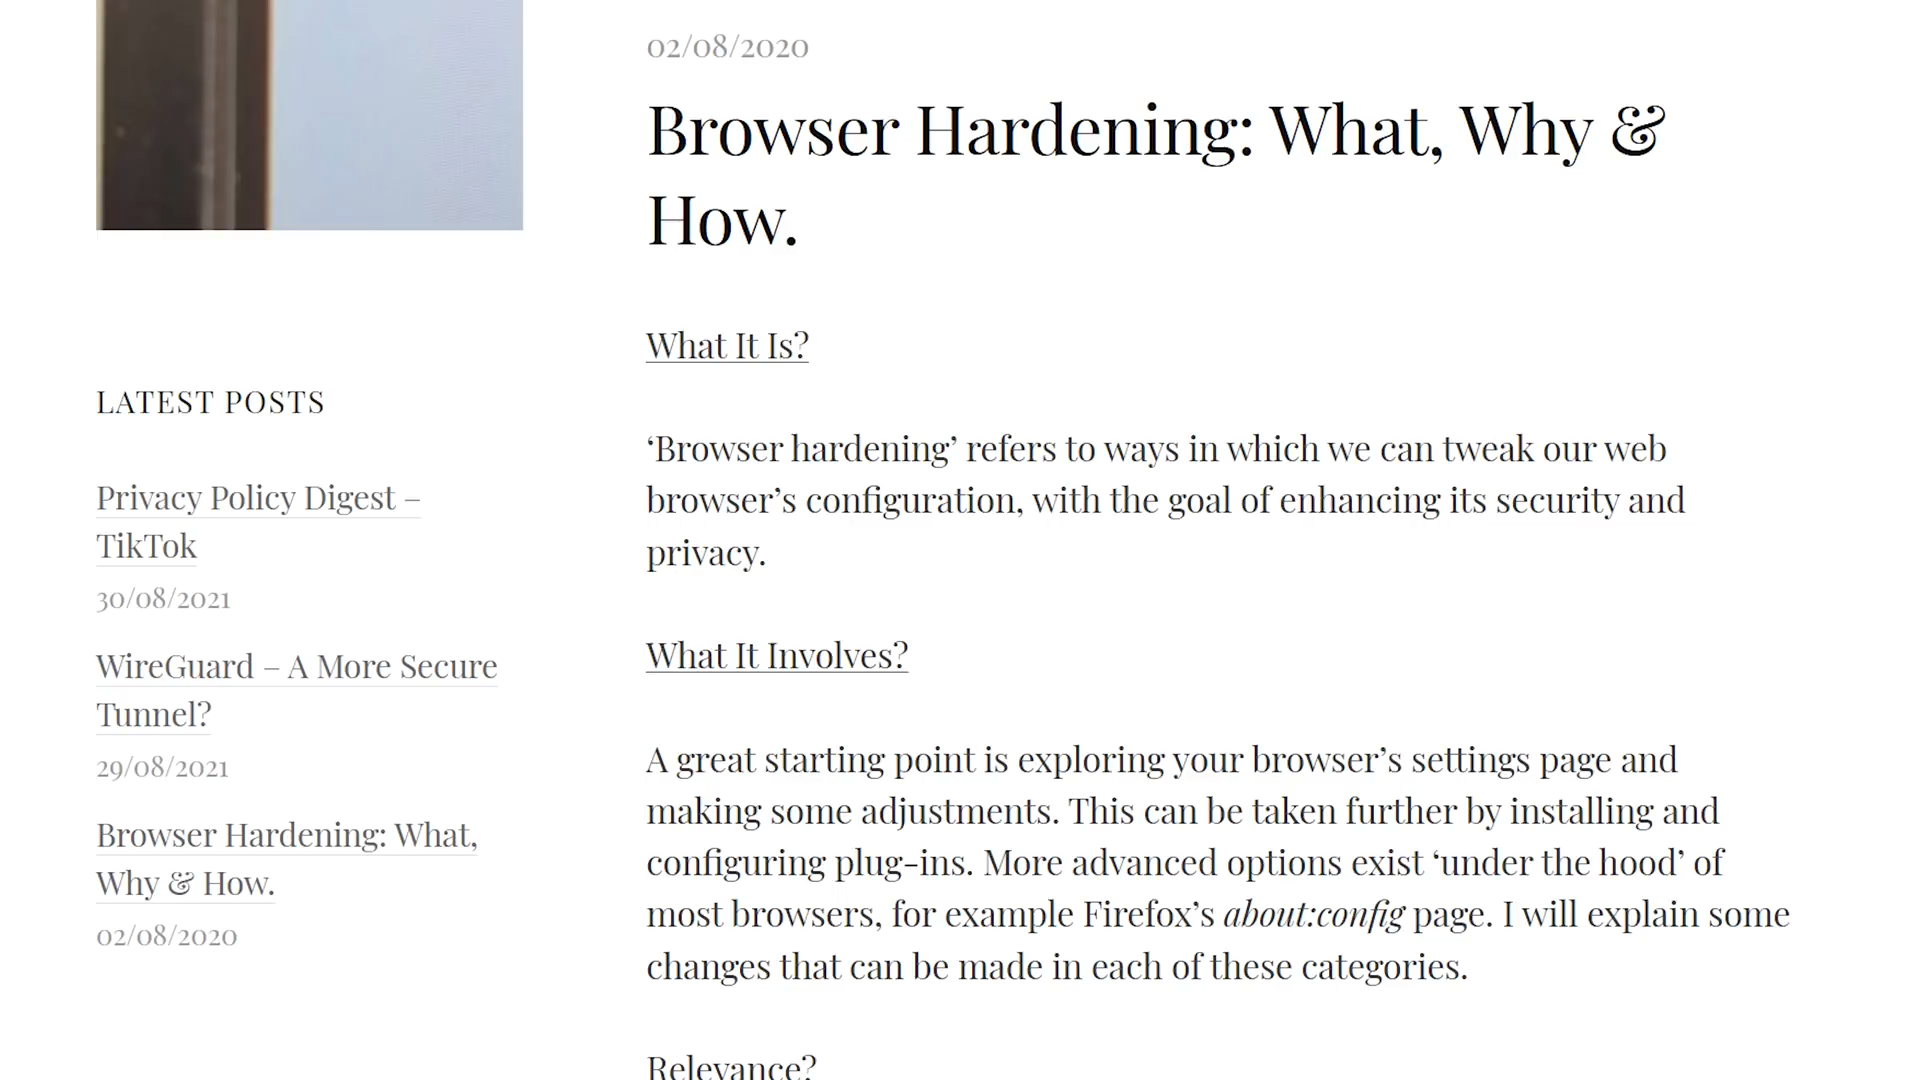 02/08/2020
Browser Hardening: What, Why &
How.
What It Is?
‘Browser hardening’ refers to ways in which we can tweak our web
browser’s configuration, with the goal of enhancing its security and
privacy.
What It Involves?
A great starting point is exploring your browser’s settings page and
making some adjustments. This can be taken further by installing and
configuring plug-ins. More advanced options exist ‘under the hood’ of
most browsers, for example Firefox’s about:config page. I will explain some
changes that can be made in each of these categories.
Relevance?
LATEST POSTS
Privacy Policy Digest –
TikTok
30/08/2021
WireGuard – A More Secure
Tunnel?
29/08/2021
Browser Hardening: What,
Why & How.
02/08/2020